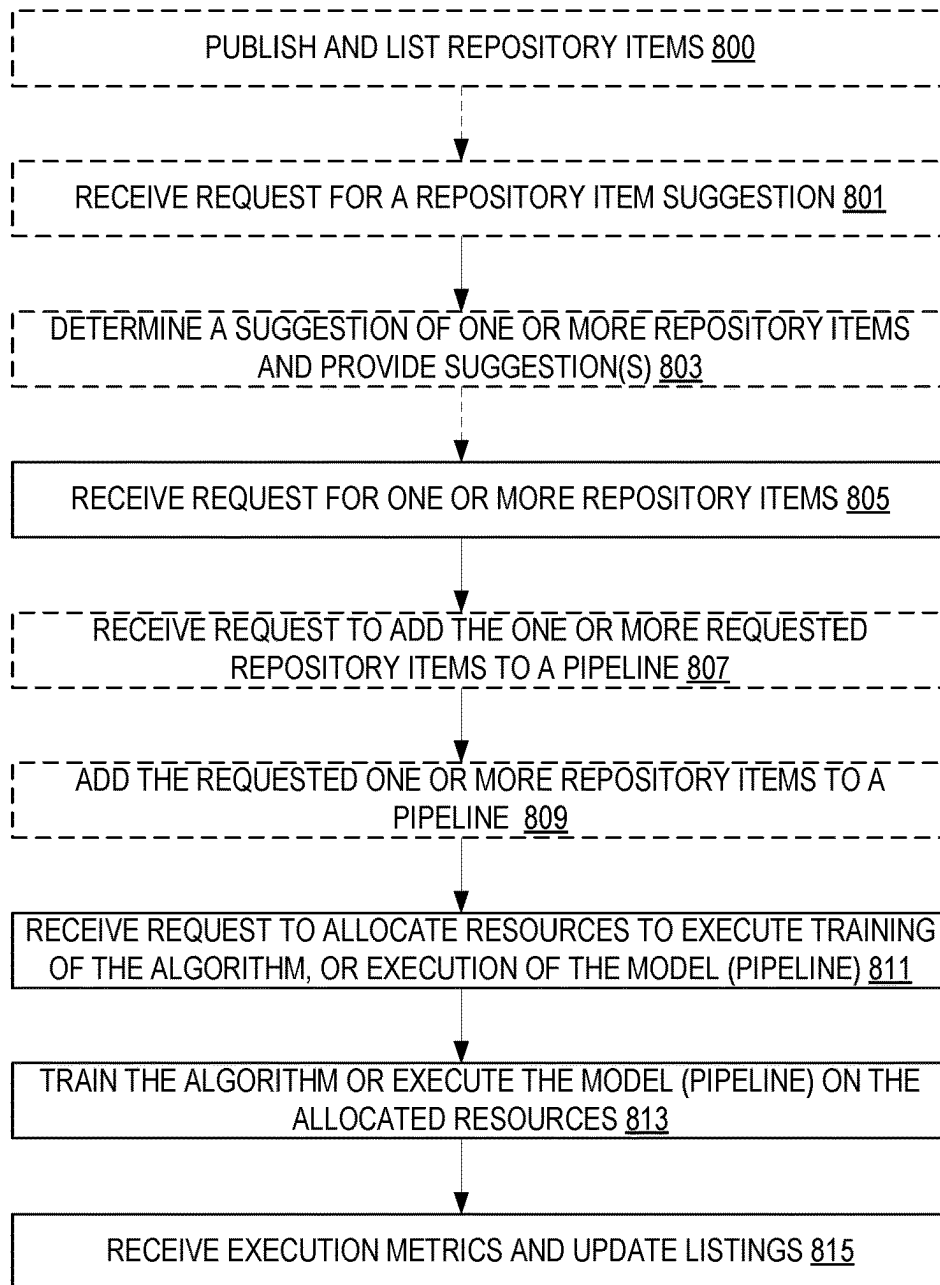 PUBLISH AND LIST REPOSITORY ITEMS 800
RECEIVE REQUEST FOR A REPOSITORY ITEM SUGGESTION 801
DETERMINE A SUGGESTION OF ONE OR MORE REPOSITORY ITEMS
AND PROVIDE SUGGESTION(S) 803
RECEIVE REQUEST FOR ONE OR MORE REPOSITORY ITEMS 805
RECEIVE REQUEST TO ADD THE ONE OR MORE REQUESTED
REPOSITORY ITEMS TO A PIPELINE 807
ADD THE REQUESTED ONE OR MORE REPOSITORY ITEMS TO A
PIPELINE 809
RECEIVE REQUEST TO ALLOCATE RESOURCES TO EXECUTE TRAINING
OF THE ALGORITHM, OR EXECUTION OF THE MODEL (PIPELINE) 811
TRAIN THE ALGORITHM OR EXECUTE THE MODEL (PIPELINE) ON THE
ALLOCATED RESOURCES 813
RECEIVE EXECUTION METRICS AND UPDATE LISTINGS 815